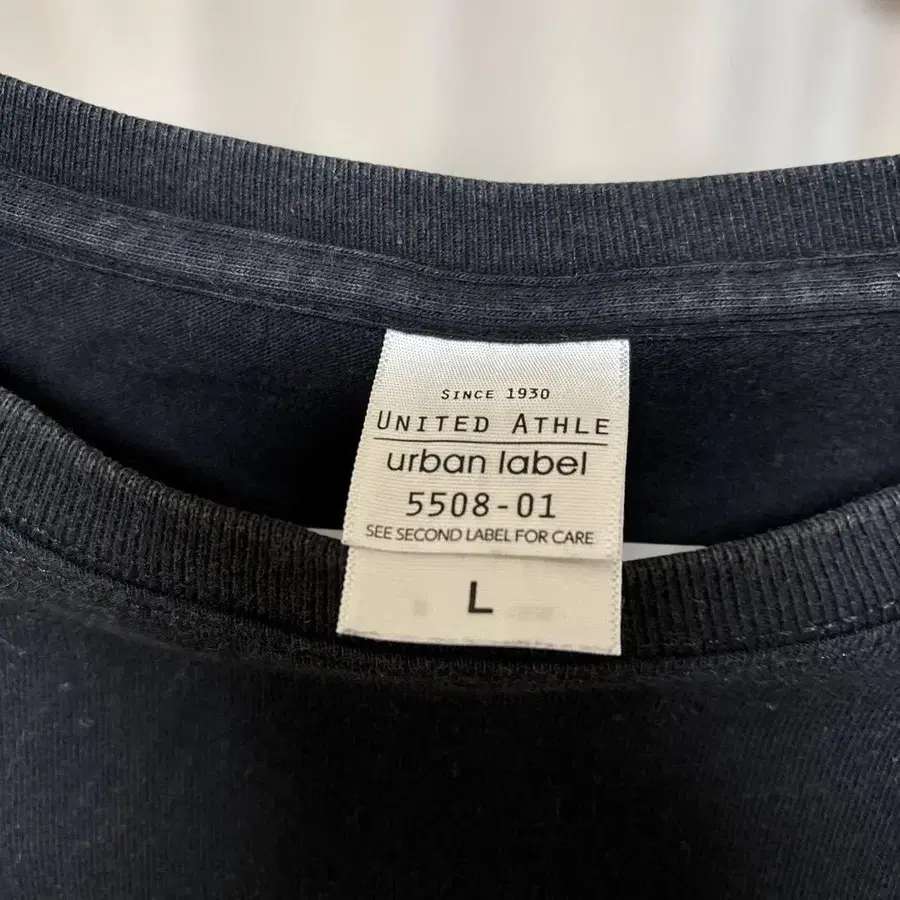 SINCE 1930
UNITED ATHLE
urban label
5508-01
SEE SECOND LABEL FOR CARE
L